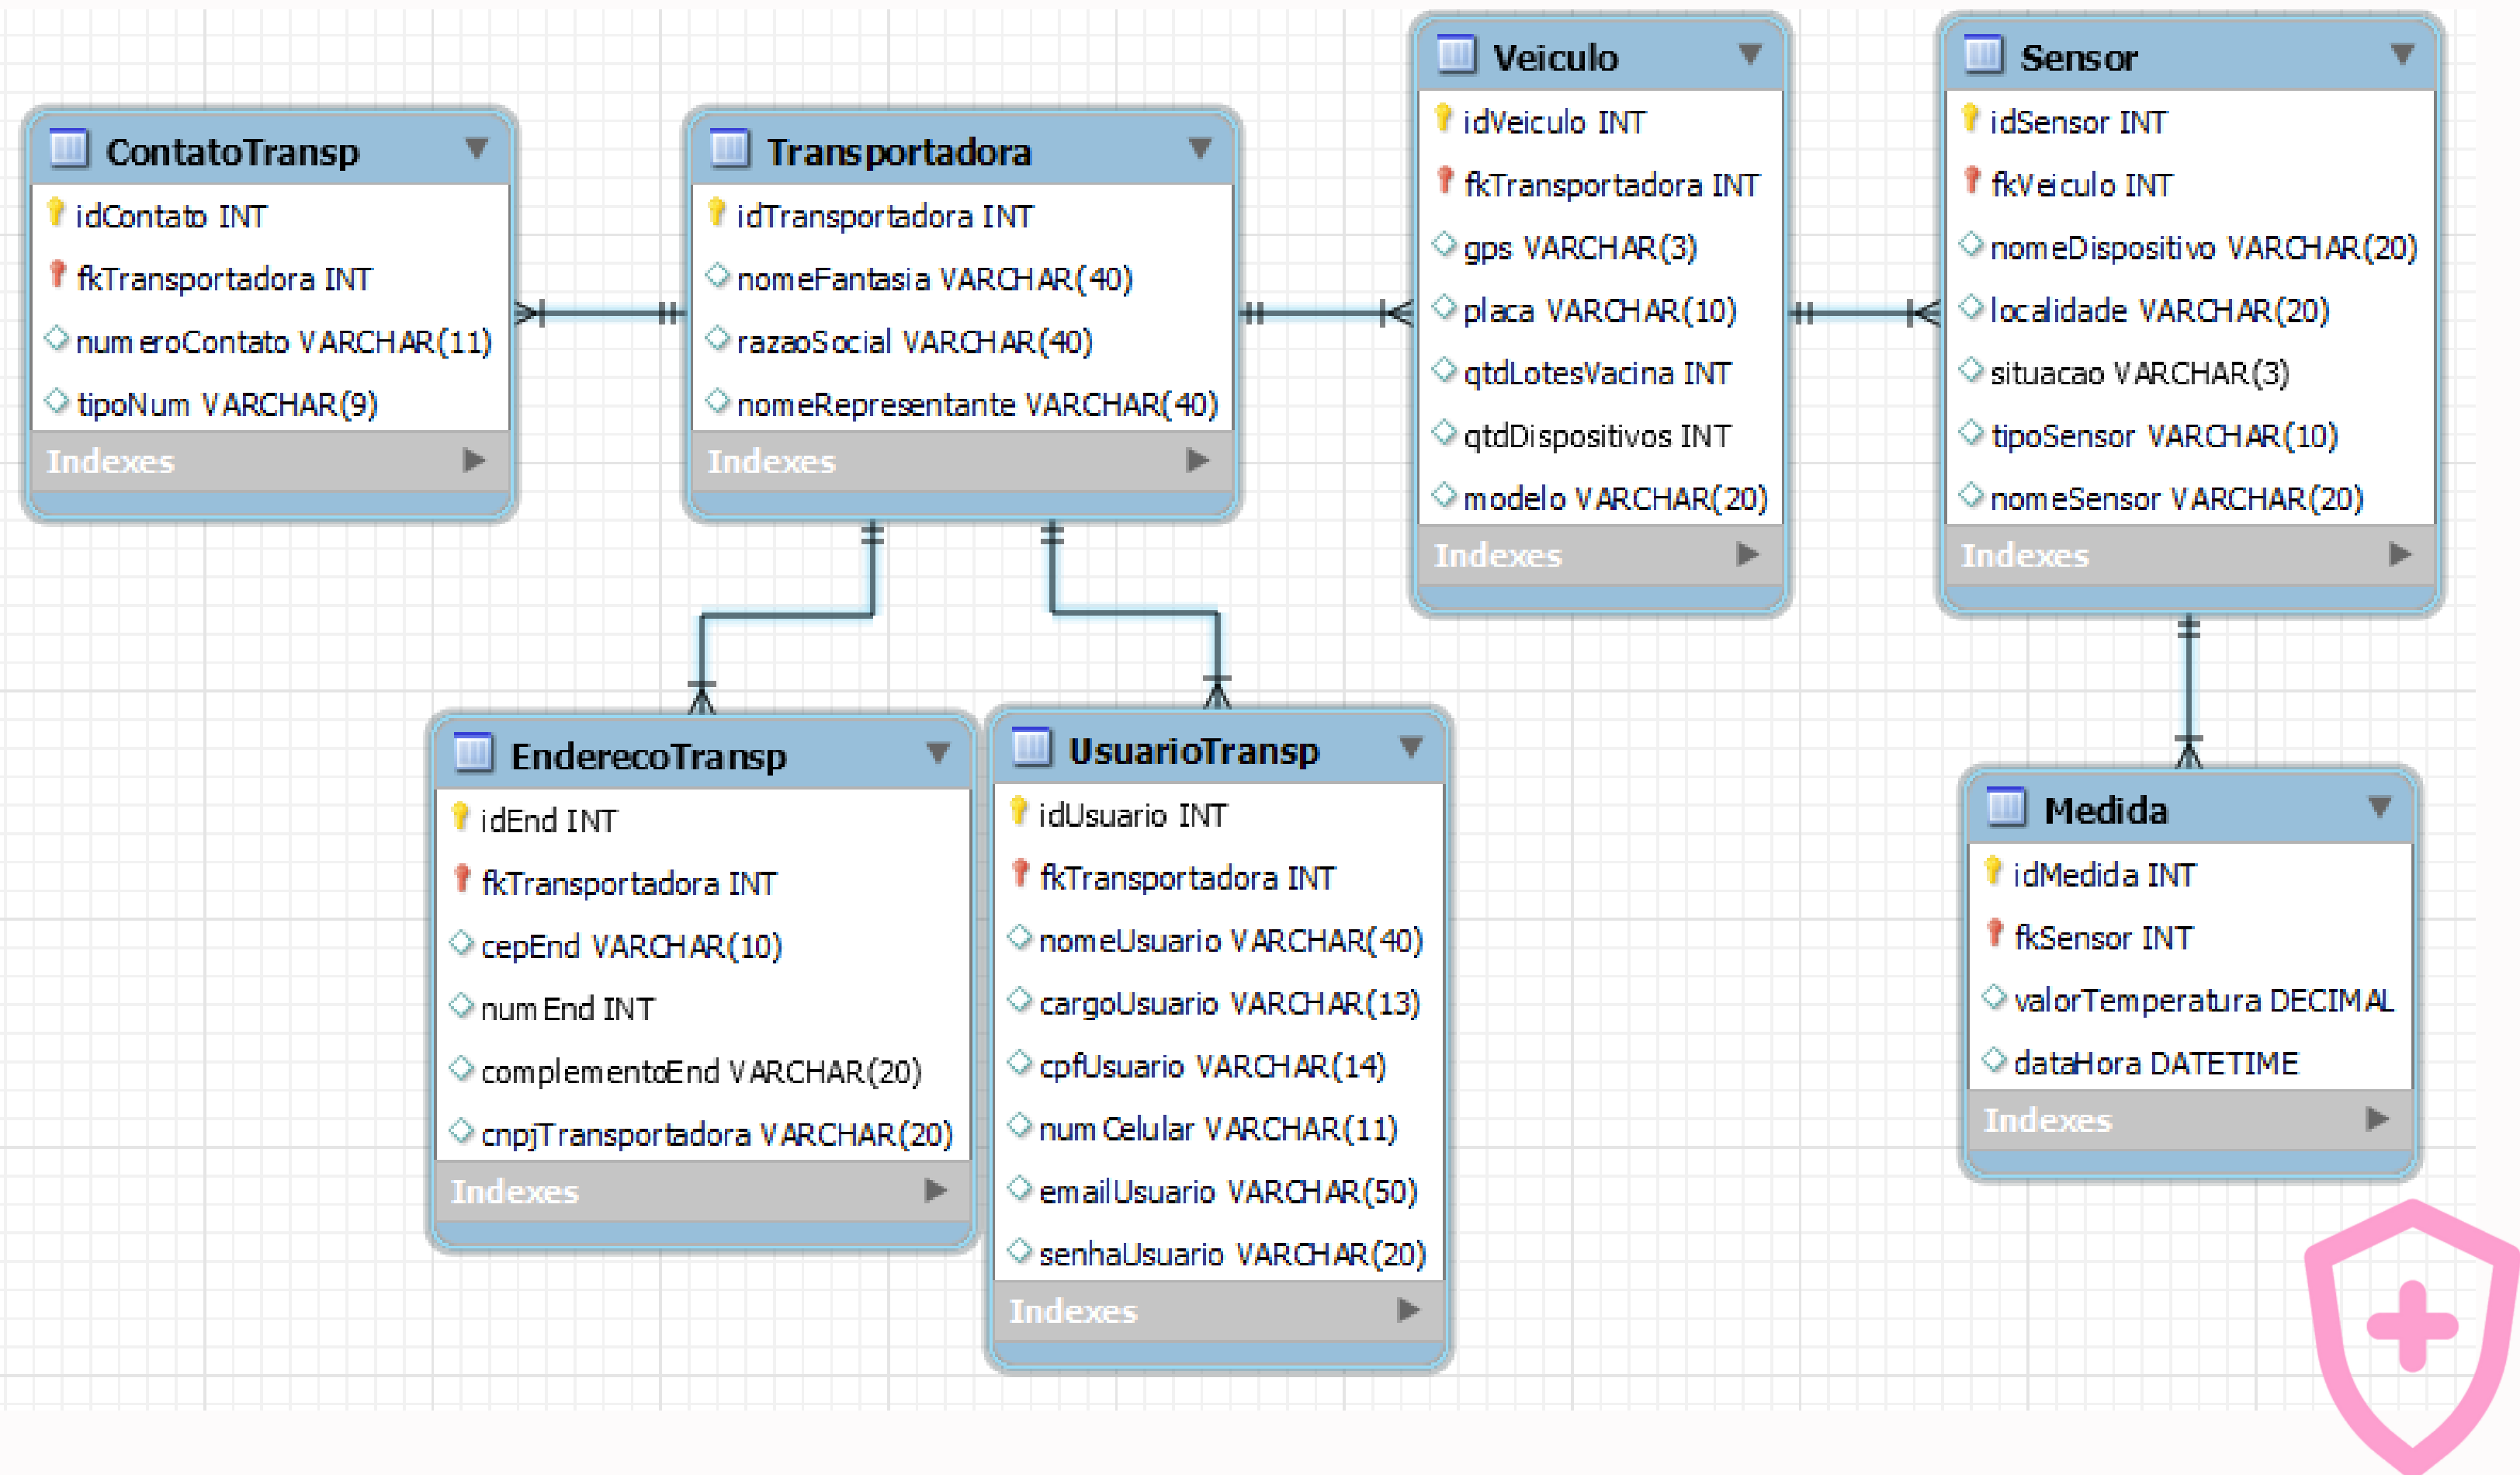 ContatoTransp
idContato INT
fkTransportadora INT
numeroContato VARCHAR(11)
tipoNum VARCHAR(9)
Indexes
Transportadora
idTransportadora INT
nomeFantasia VARCHAR(40)
razaoSocial VARCHAR(40)
nomeRepresentante VARCHAR(40)
Indexes
Veiculo
idVeiculo INT
fkTransportadora INT
gps VARCHAR(3)
placa VARCHAR(10)
qtdLotesVacina INT
qtdDispositivos INT
modelo VARCHAR(20)
Indexes
Sensor
idSensor INT
fkVeiculo INT
nomeDispositivo VARCHAR(20)
localidade VARCHAR(20)
situacao VARCHAR(3)
tipoSensor VARCHAR(10)
nomeSensor VARCHAR(20)
Indexes
EnderecoTransp
idEnd INT
fkTransportadora INT
cepEnd VARCHAR(10)
numEnd INT
complementoEnd VARCHAR(20)
cnpjTransportadora VARCHAR(20)
Indexes
UsuarioTransp
idUsuario INT
fkTransportadora INT
nomeUsuario VARCHAR(40)
cargoUsuario VARCHAR(13)
cpfUsuario VARCHAR(14)
numCelular VARCHAR(11)
emailUsuario VARCHAR(50)
senhaUsuario VARCHAR(20)
Indexes
Medida
idMedida INT
fkSensor INT
valorTemperatura DECIMAL
dataHora DATETIME
Indexes